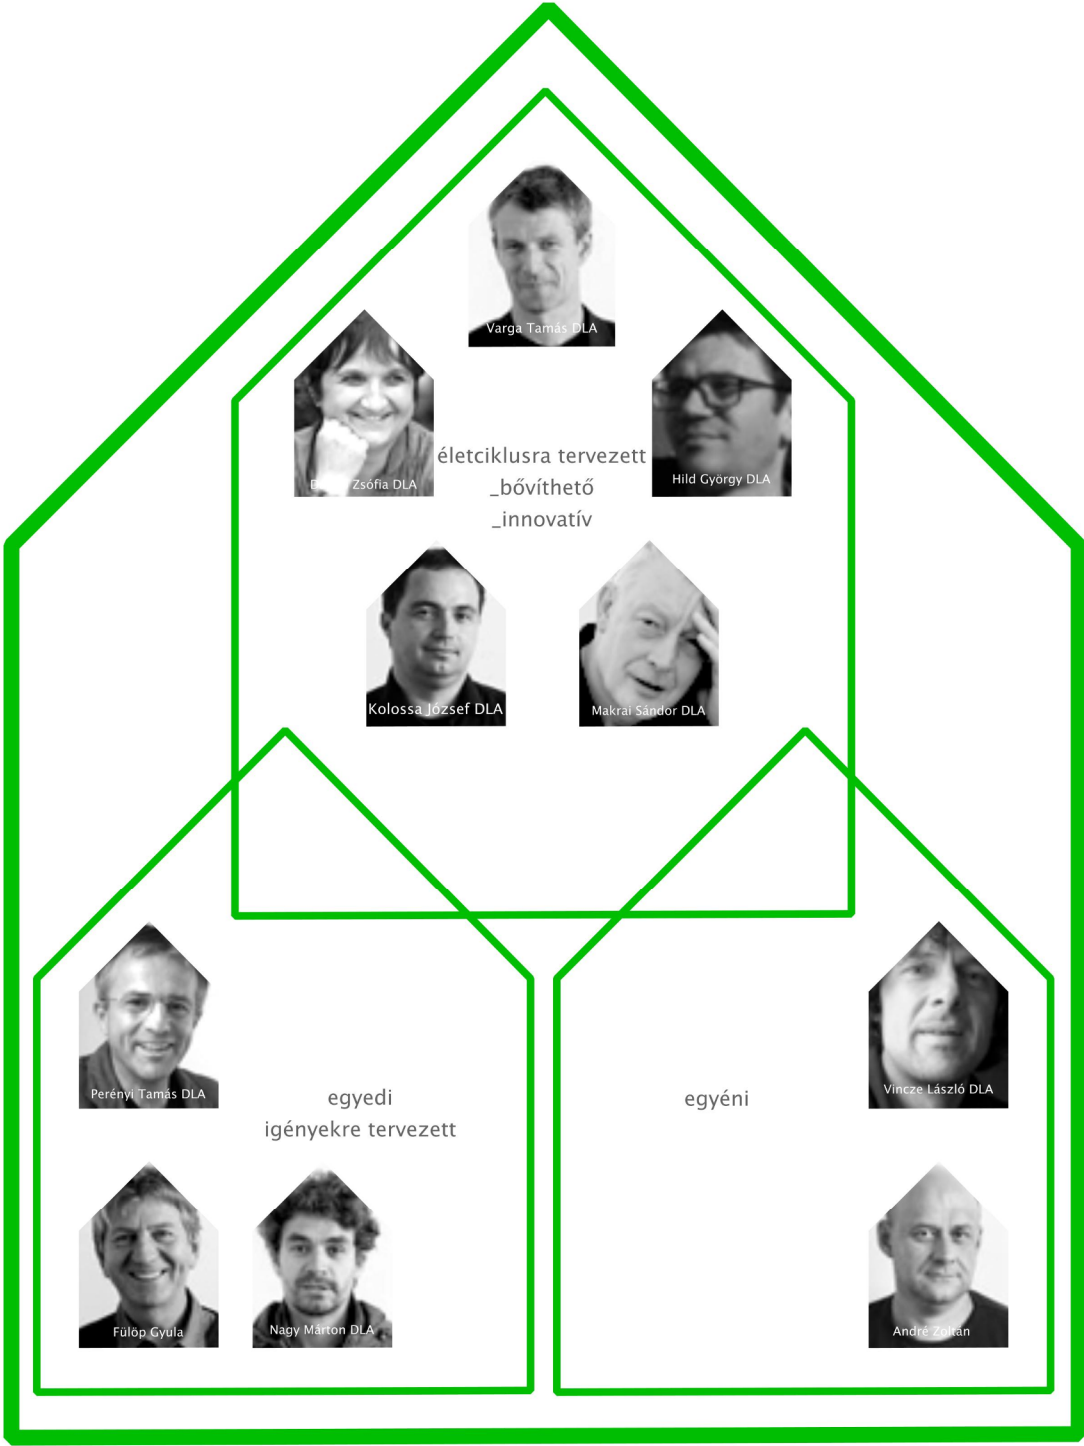 Varga Tamás DLA
Zsófia DLA
Hild György DLA
életciklusra tervezett
_bővíthető
_innovatív
Kolossa József DLA
Makrai Sándor DLA
Perényi Tamás DLA
Vincze László DLA
egyedi
igényekre tervezett
egyéni
Fülöp Gyula
Nagy Márton DLA
André Zoltán